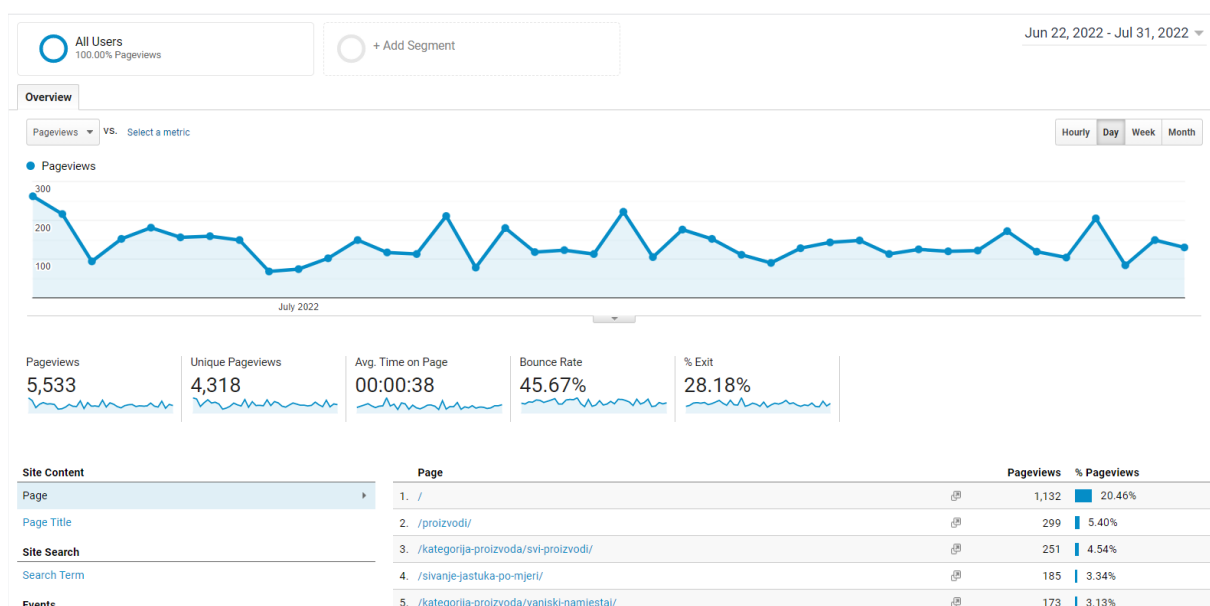 All Users
100.00% Pageviews
+ Add Segment
Jun 22, 2022 - Jul 31, 2022
Overview
Pageviews VS. Select a metric
Hourly Day Week Month
Pageviews
300
200
100
July 2022
Pageviews Unique Pageviews Avg. Time on Page Bounce Rate % Exit
5,533 4,318 00:00:38 45.67% 28.18%
Site Content Page Pageviews % Pageviews
Page 1. / 1,132 20.46%
Page Title 2. /proizvodi/ 299 5.40%
Site Search 3. /kategorija-proizvoda/svi-proizvodi/ 251 4.54%
Search Term 4. /sivanje-jastuka-po-mjeri/ 185 3.34%
Events 5. /kategorija-proizvoda/vanjski-namjestaj/ 173 3.13%